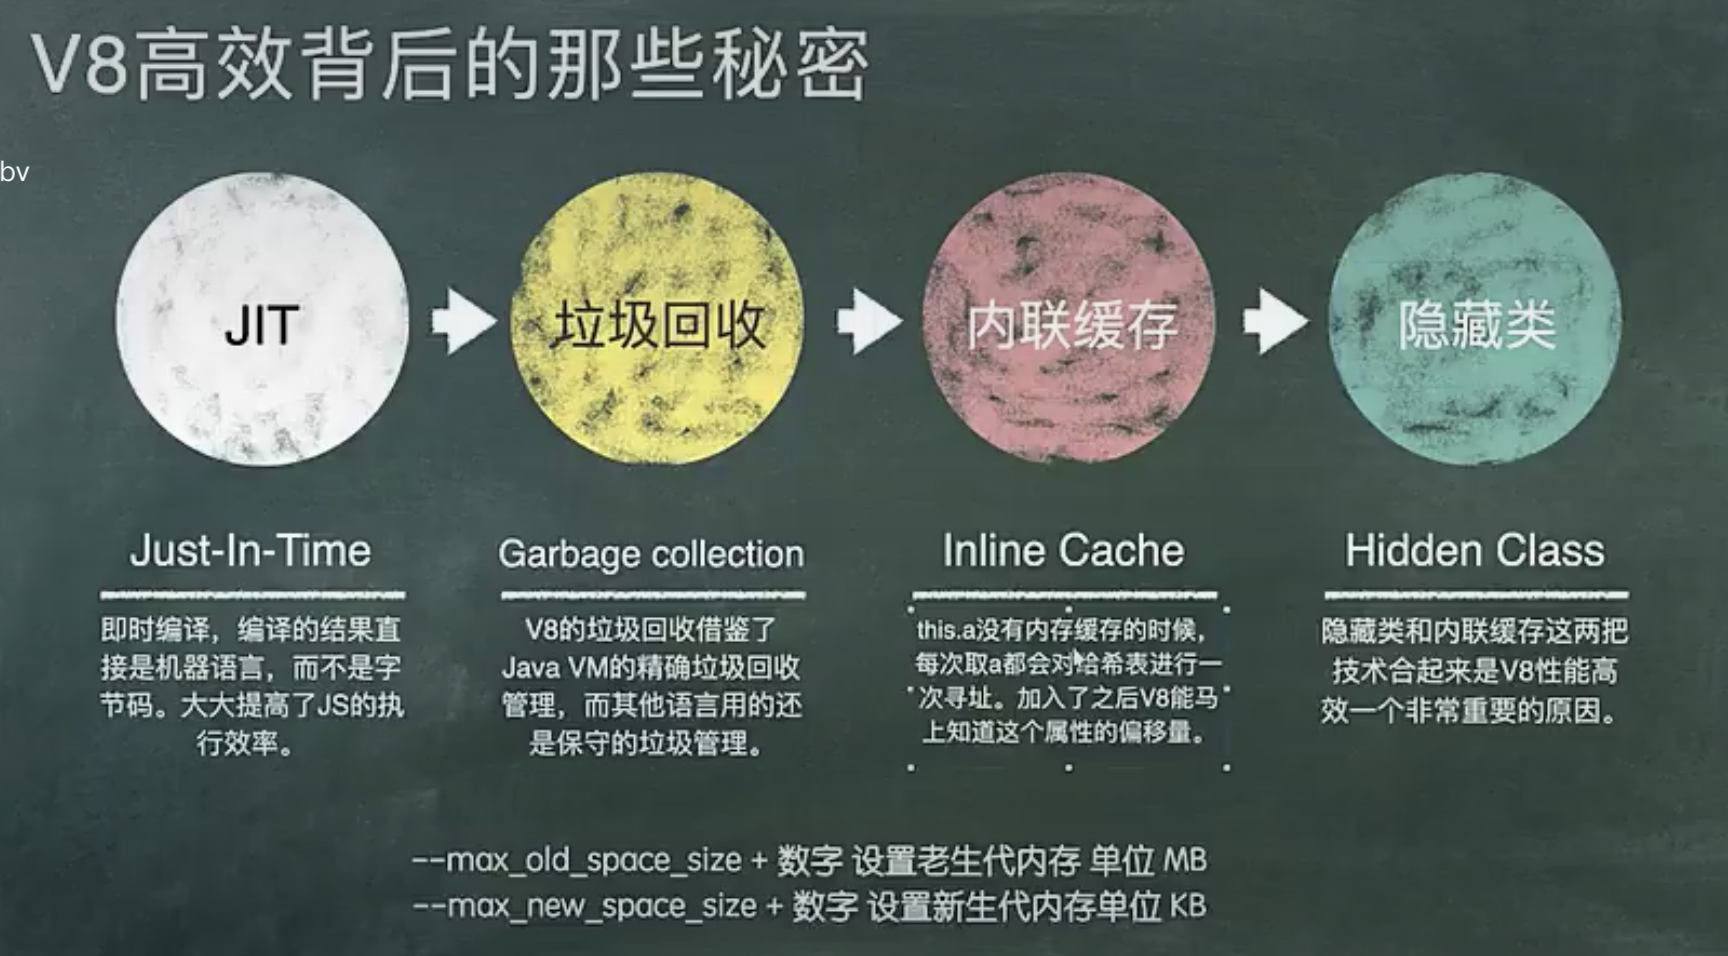 V8高效背后的那些秘密
bv
JIT
垃圾回收
内联缓存
隐藏类
Just-In-Time
即时编译，编译的结果直
接是机器语言，而不是字
节码。大大提高了JS的执
行效率。
Garbage collection
V8的垃圾回收借鉴了
Java VM的精确垃圾回收
管理，而其他语言用的还
是保守的垃圾管理。
Inline Cache
this.a没有内存缓存的时候，
每次取a都会对给希表进行一
次寻址。加入了之后V8能马
上知道这个属性的偏移量。
Hidden Class
隐藏类和内联缓存这两把
技术合起来是V8性能高
效一个非常重要的原因。
--max_old_space_size + 数字 设置老生代内存 单位 MB
--max_new_space_size + 数字 设置新生代内存单位 KB